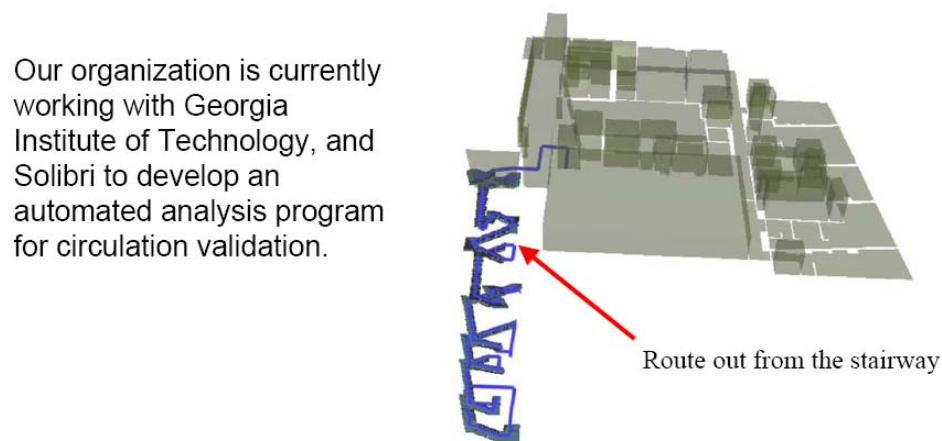 Our organization is currently
working with Georgia
Institute of Technology, and
Solibri to develop an
automated analysis program
for circulation validation.
Route out from the stairway